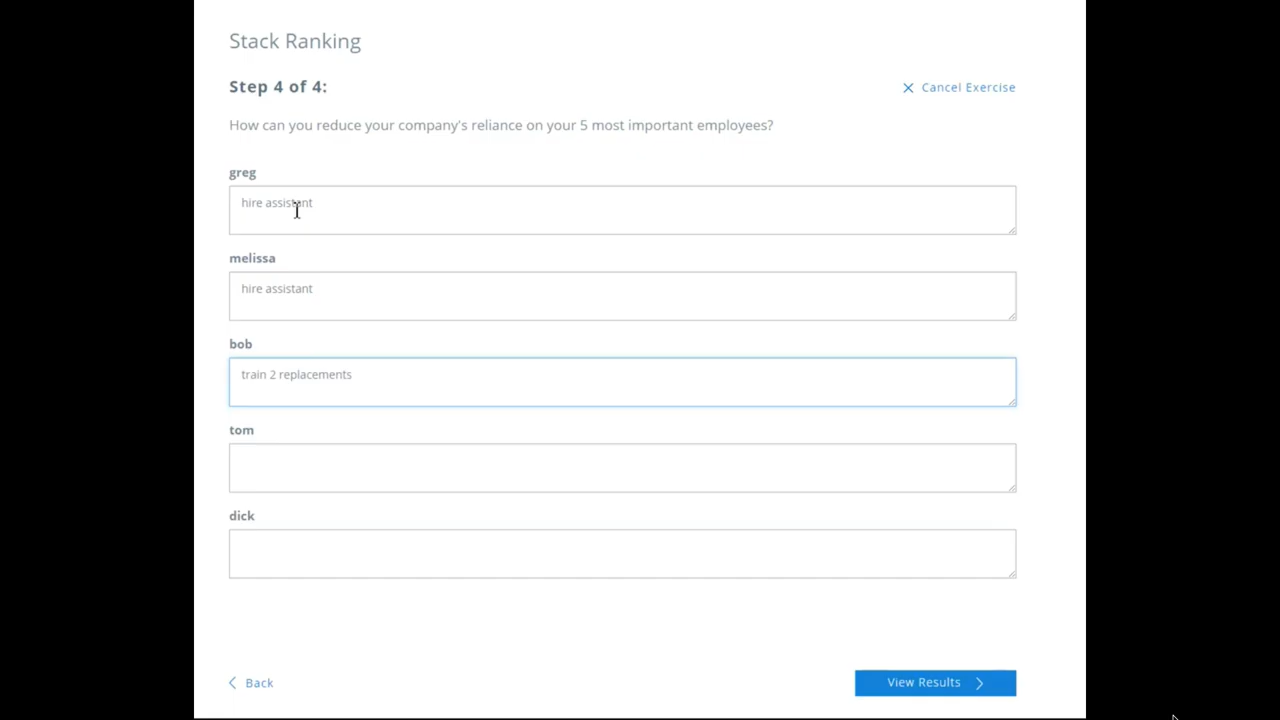 Stack Ranking
Step 4 of 4:
Cancel Exercise
How can you reduce your company's reliance on your 5 most important employees?
greg
hire assistant
melissa
hire assistant
bob
train 2 replacements
tom
dick
Back
View Results